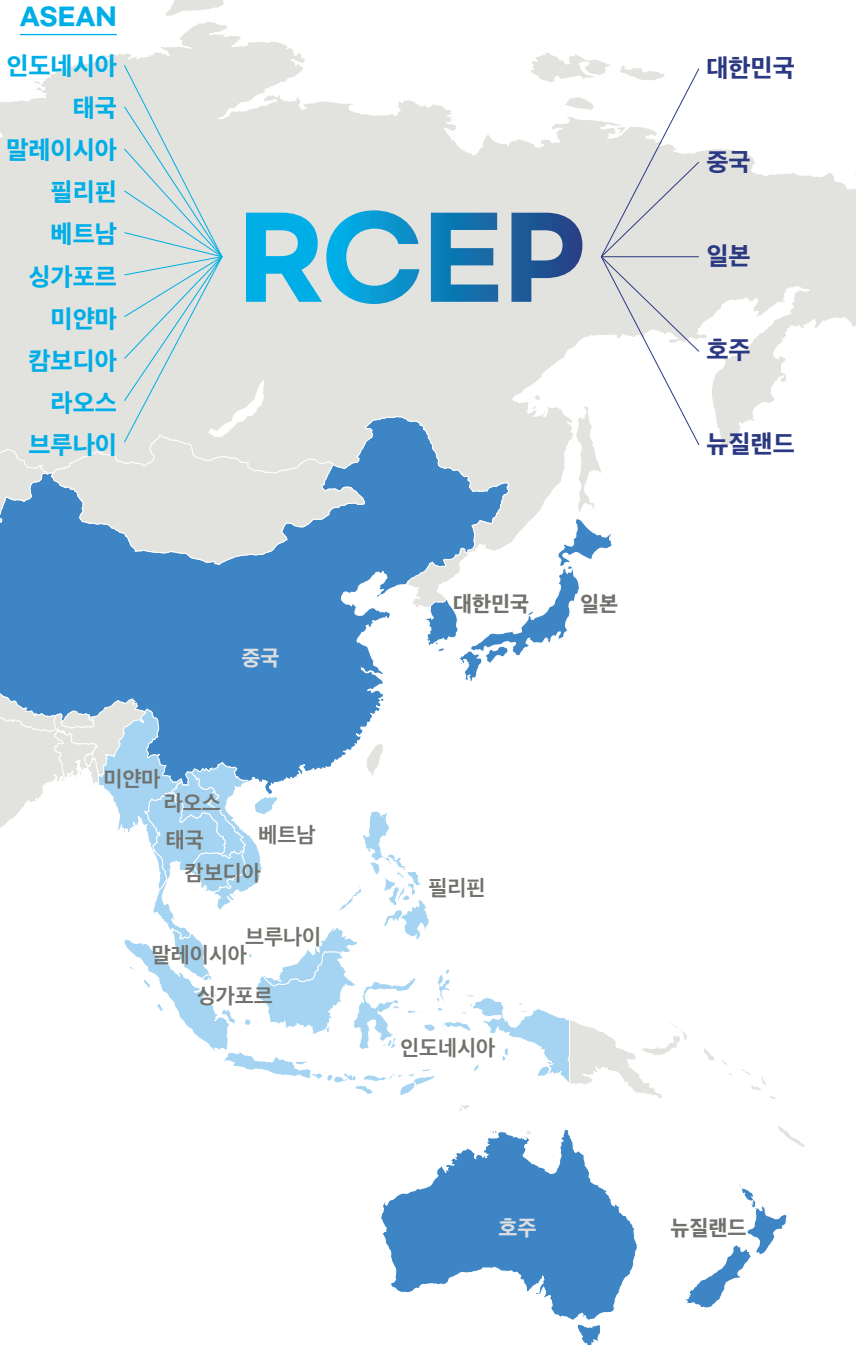 ASEAN
인도네시아
태국
말레이시아
필리핀
베트남
싱가포르
미얀마
캄보디아
라오스
브루나이
RCEP
대한민국
중국
일본
호주
뉴질랜드
대한민국
일본
중국
미얀마
라오스
태국
베트남
캄보디아
필리핀
브루나이
말레이시아
싱가포르
인도네시아
호주
뉴질랜드